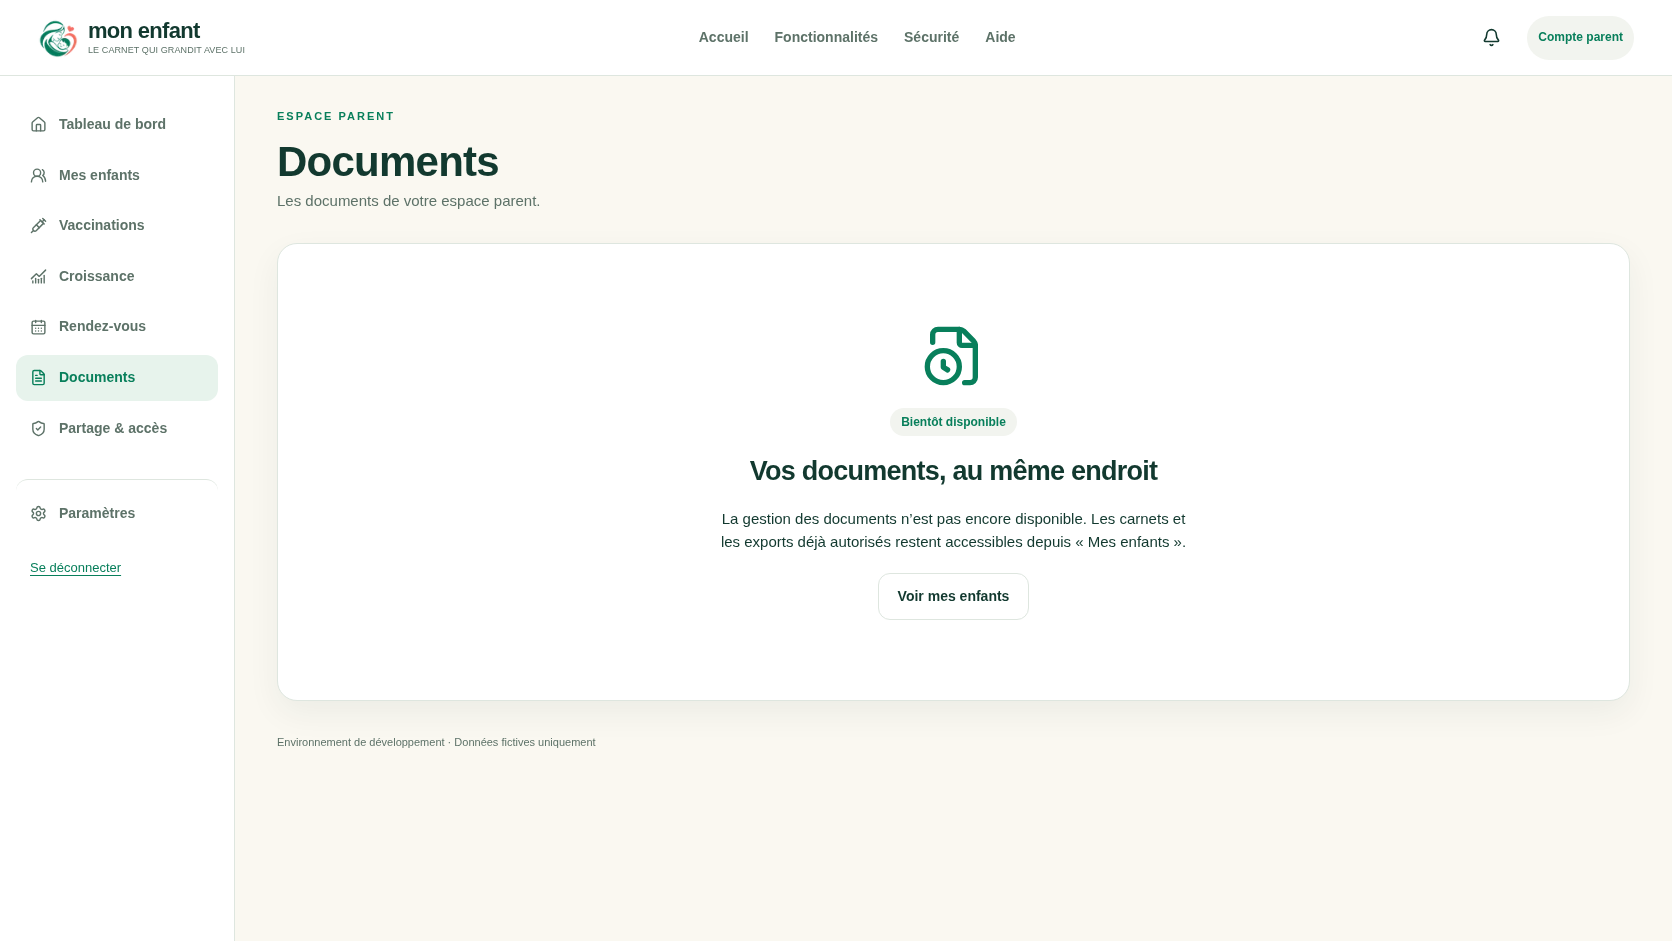 mon enfant
LE CARNET QUI GRANDIT AVEC LUI
Accueil
Fonctionnalités
Sécurité
Aide
Compte parent
Tableau de bord
Mes enfants
Vaccinations
Croissance
Rendez-vous
Documents
Partage & accès
Paramètres
Se déconnecter
ESPACE PARENT
Documents
Les documents de votre espace parent.
Bientôt disponible
Vos documents, au même endroit
La gestion des documents n’est pas encore disponible. Les carnets et
les exports déjà autorisés restent accessibles depuis « Mes enfants ».
Voir mes enfants
Environnement de développement · Données fictives uniquement